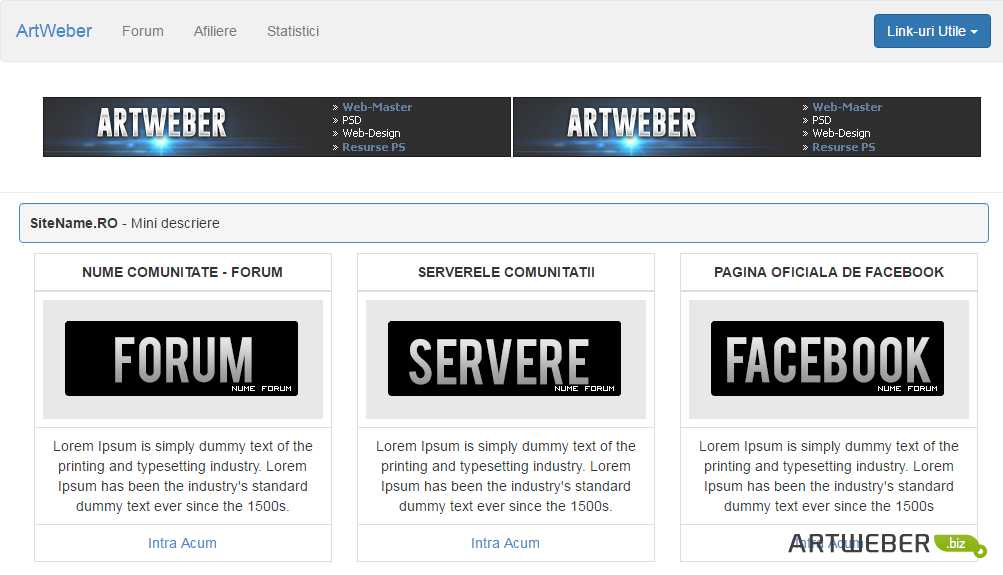 ArtWeber Forum Afiliere Statistici Link-uri Utile
ARTWEBER
» Web-Master
» PSD
» Web-Design
» Resurse PS
ARTWEBER
» Web-Master
» PSD
» Web-Design
» Resurse PS
SiteName.RO - Mini descriere
NUME COMUNITATE - FORUM
FORUM
NUME FORUM
Lorem Ipsum is simply dummy text of the
printing and typesetting industry. Lorem
Ipsum has been the industry's standard
dummy text ever since the 1500s.
Intra Acum
SERVERELE COMUNITATII
SERVERE
NUME FORUM
Lorem Ipsum is simply dummy text of the
printing and typesetting industry. Lorem
Ipsum has been the industry's standard
dummy text ever since the 1500s.
Intra Acum
PAGINA OFICIALA DE FACEBOOK
FACEBOOK
NUME FORUM
Lorem Ipsum is simply dummy text of the
printing and typesetting industry. Lorem
Ipsum has been the industry's standard
dummy text ever since the 1500s
Intra Acum
ARTWEBER .biz